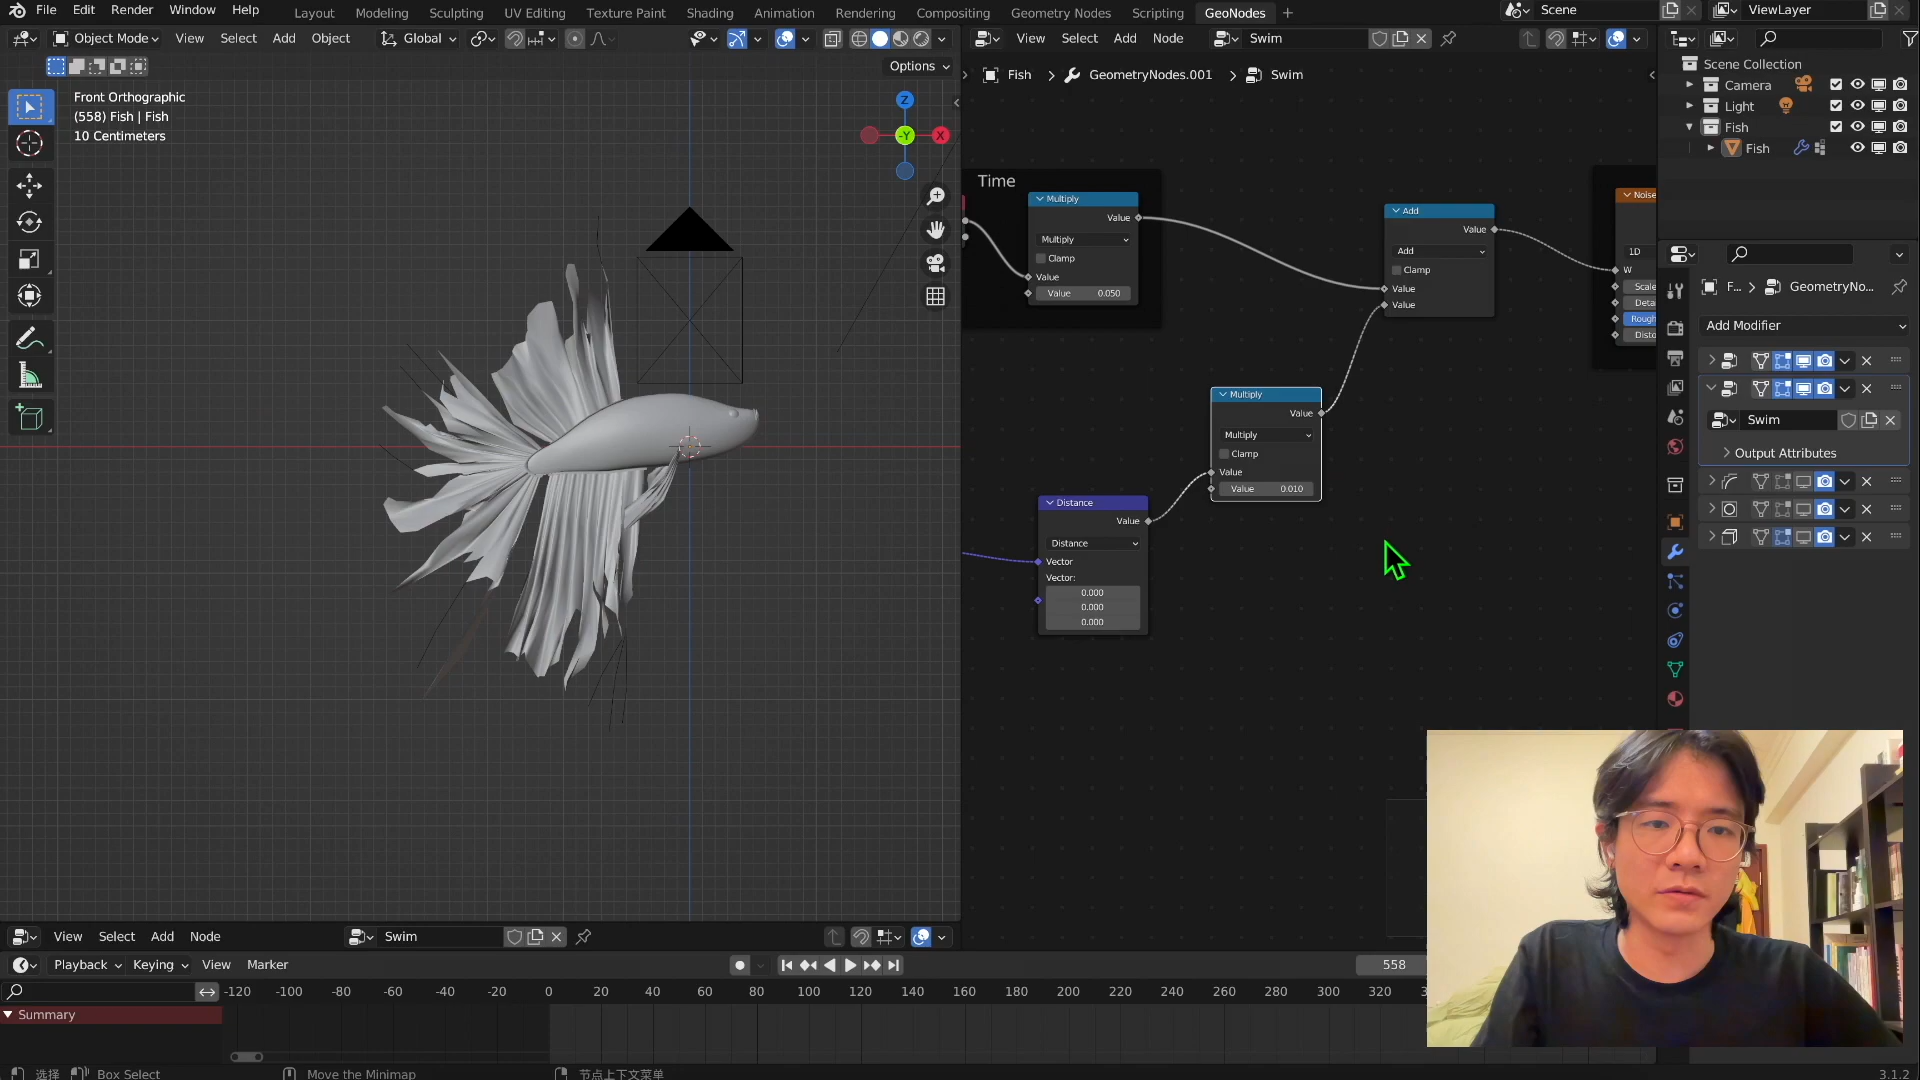 File Edit Render Window Help Layout Modeling Sculpting UV Editing Texture Paint Shading Animation Rendering Compositing Geometry Nodes Scripting GeoNodes Scene ViewLayer
Object Mode View Select Add Object Global
View Select Add Node Swim
Options
Front Orthographic
(558) Fish | Fish
10 Centimeters
Z
-Y
X
Fish GeometryNodes.001 Swim
Time
Multiply
Value
Multiply
Clamp
Value
Value 0.050
Add
Value
Add
Clamp
Value
Value
Noise
1D
W
Scale
Deta
Rough
Disto
Multiply
Value
Multiply
Clamp
Value
Value 0.010
Distance
Value
Distance
Vector
Vector:
0.000
0.000
0.000
Scene Collection
Camera
Light
Fish
Fish
F... GeometryNo...
Add Modifier
Swim
Output Attributes
View Select Add Node Swim
Playback Keying View Marker 558
-120 -100 -80 -60 -40 -20 0 20 40 60 80 100 120 140 160 180 200 220 240 260 280 300 320
Summary
选择 Box Select Move the Minimap 节点上下文菜单 3.1.2